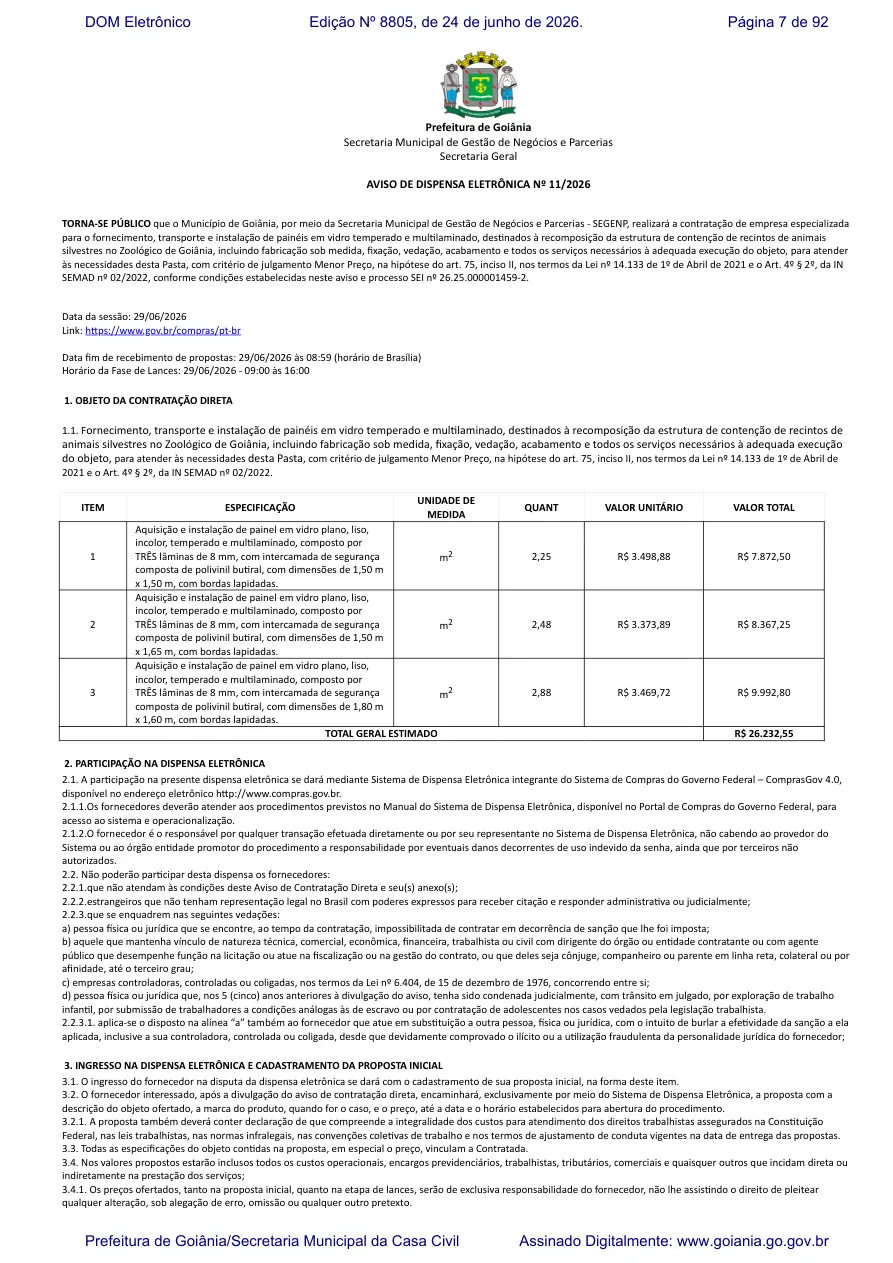 DOM Eletrônico Edição Nº 8805, de 24 de junho de 2026. Página 7 de 92
Prefeitura de Goiânia
Secretaria Municipal de Gestão de Negócios e Parcerias
Secretaria Geral
AVISO DE DISPENSA ELETRÔNICA Nº 11/2026
TORNA-SE PÚBLICO que o Município de Goiânia, por meio da Secretaria Municipal de Gestão de Negócios e Parcerias - SEGENP, realizará a contratação de empresa especializada
para o fornecimento, transporte e instalação de painéis em vidro temperado e multilaminado, destinados à recomposição da estrutura de contenção de recintos de animais
silvestres no Zoológico de Goiânia, incluindo fabricação sob medida, fixação, vedação, acabamento e todos os serviços necessários à adequada execução do objeto, para atender
às necessidades desta Pasta, com critério de julgamento Menor Preço, na hipótese do art. 75, inciso II, nos termos da Lei nº 14.133 de 1º de Abril de 2021 e o Art. 4º § 2º, da IN
SEMAD nº 02/2022, conforme condições estabelecidas neste aviso e processo SEI nº 26.25.000001459-2.
Data da sessão: 29/06/2026
Link: https://www.gov.br/compras/pt-br
Data fim de recebimento de propostas: 29/06/2026 às 08:59 (horário de Brasília)
Horário da Fase de Lances: 29/06/2026 - 09:00 às 16:00
1. OBJETO DA CONTRATAÇÃO DIRETA
1.1. Fornecimento, transporte e instalação de painéis em vidro temperado e multilaminado, destinados à recomposição da estrutura de contenção de recintos de
animais silvestres no Zoológico de Goiânia, incluindo fabricação sob medida, fixação, vedação, acabamento e todos os serviços necessários à adequada execução
do objeto, para atender às necessidades desta Pasta, com critério de julgamento Menor Preço, na hipótese do art. 75, inciso II, nos termos da Lei nº 14.133 de 1º de Abril de
2021 e o Art. 4º § 2º, da IN SEMAD nº 02/2022.
ITEM ESPECIFICAÇÃO UNIDADE DE MEDIDA QUANT VALOR UNITÁRIO VALOR TOTAL
Aquisição e instalação de painel em vidro plano, liso,
incolor, temperado e multilaminado, composto por
1 TRÊS lâminas de 8 mm, com intercamada de segurança m² 2,25 R$ 3.498,88 R$ 7.872,50
composta de polivinil butiral, com dimensões de 1,50 m
x 1,50 m, com bordas lapidadas.
Aquisição e instalação de painel em vidro plano, liso,
incolor, temperado e multilaminado, composto por
2 TRÊS lâminas de 8 mm, com intercamada de segurança m² 2,48 R$ 3.373,89 R$ 8.367,25
composta de polivinil butiral, com dimensões de 1,50 m
x 1,65 m, com bordas lapidadas.
Aquisição e instalação de painel em vidro plano, liso,
incolor, temperado e multilaminado, composto por
3 TRÊS lâminas de 8 mm, com intercamada de segurança m² 2,88 R$ 3.469,72 R$ 9.992,80
composta de polivinil butiral, com dimensões de 1,80 m
x 1,60 m, com bordas lapidadas.
TOTAL GERAL ESTIMADO R$ 26.232,55
2. PARTICIPAÇÃO NA DISPENSA ELETRÔNICA
2.1. A participação na presente dispensa eletrônica se dará mediante Sistema de Dispensa Eletrônica integrante do Sistema de Compras do Governo Federal – ComprasGov 4.0,
disponível no endereço eletrônico http://www.compras.gov.br.
2.1.1.Os fornecedores deverão atender aos procedimentos previstos no Manual do Sistema de Dispensa Eletrônica, disponível no Portal de Compras do Governo Federal, para
acesso ao sistema e operacionalização.
2.1.2.O fornecedor é o responsável por qualquer transação efetuada diretamente ou por seu representante no Sistema de Dispensa Eletrônica, não cabendo ao provedor do
Sistema ou ao órgão entidade promotor do procedimento a responsabilidade por eventuais danos decorrentes de uso indevido da senha, ainda que por terceiros não
autorizados.
2.2. Não poderão participar desta dispensa os fornecedores:
2.2.1.que não atendam às condições deste Aviso de Contratação Direta e seu(s) anexo(s);
2.2.2.estrangeiros que não tenham representação legal no Brasil com poderes expressos para receber citação e responder administrativa ou judicialmente;
2.2.3.que se enquadrem nas seguintes vedações:
a) pessoa física ou jurídica que se encontre, ao tempo da contratação, impossibilitada de contratar em decorrência de sanção que lhe foi imposta;
b) aquele que mantenha vínculo de natureza técnica, comercial, econômica, financeira, trabalhista ou civil com dirigente do órgão ou entidade contratante ou com agente
público que desempenhe função na licitação ou atue na fiscalização ou na gestão do contrato, ou que deles seja cônjuge, companheiro ou parente em linha reta, colateral ou por
afinidade, até o terceiro grau;
c) empresas controladoras, controladas ou coligadas, nos termos da Lei nº 6.404, de 15 de dezembro de 1976, concorrendo entre si;
d) pessoa física ou jurídica que, nos 5 (cinco) anos anteriores à divulgação do aviso, tenha sido condenada judicialmente, com trânsito em julgado, por exploração de trabalho
infantil, por submissão de trabalhadores a condições análogas às de escravo ou por contratação de adolescentes nos casos vedados pela legislação trabalhista.
2.2.3.1. aplica-se o disposto na alínea “a” também ao fornecedor que atue em substituição a outra pessoa, física ou jurídica, com o intuito de burlar a efetividade da sanção a ela
aplicada, inclusive a sua controladora, controlada ou coligada, desde que devidamente comprovado o ilícito ou a utilização fraudulenta da personalidade jurídica do fornecedor;
3. INGRESSO NA DISPENSA ELETRÔNICA E CADASTRAMENTO DA PROPOSTA INICIAL
3.1. O ingresso do fornecedor na disputa da dispensa eletrônica se dará com o cadastramento de sua proposta inicial, na forma deste item.
3.2. O fornecedor interessado, após a divulgação do aviso de contratação direta, encaminhará, exclusivamente por meio do Sistema de Dispensa Eletrônica, a proposta com a
descrição do objeto ofertado, a marca do produto, quando for o caso, e o preço, até a data e o horário estabelecidos para abertura do procedimento.
3.2.1. A proposta também deverá conter declaração de que compreende a integralidade dos custos para atendimento dos direitos trabalhistas assegurados na Constituição
Federal, nas leis trabalhistas, nas normas infralegais, nas convenções coletivas de trabalho e nos termos de ajustamento de conduta vigentes na data de entrega das propostas.
3.3. Todas as especificações do objeto contidas na proposta, em especial o preço, vinculam a Contratada.
3.4. Nos valores propostos estarão inclusos todos os custos operacionais, encargos previdenciários, trabalhistas, tributários, comerciais e quaisquer outros que incidam direta ou
indiretamente na prestação dos serviços;
3.4.1. Os preços ofertados, tanto na proposta inicial, quanto na etapa de lances, serão de exclusiva responsabilidade do fornecedor, não lhe assistindo o direito de pleitear
qualquer alteração, sob alegação de erro, omissão ou qualquer outro pretexto.
Prefeitura de Goiânia/Secretaria Municipal da Casa Civil Assinado Digitalmente: www.goiania.go.gov.br